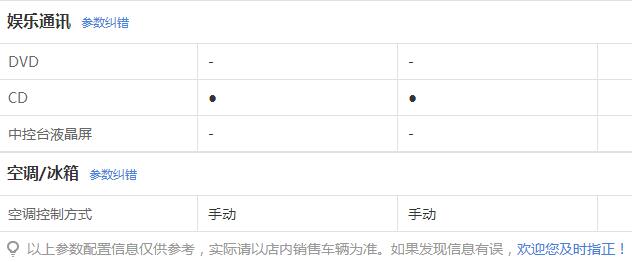 娱乐通讯 参数纠错
DVD - -
CD ● ●
中控台液晶屏 - -
空调/冰箱 参数纠错
空调控制方式 手动 手动
以上参数配置信息仅供参考，实际请以店内销售车辆为准。如果发现信息有误，欢迎您及时指正！